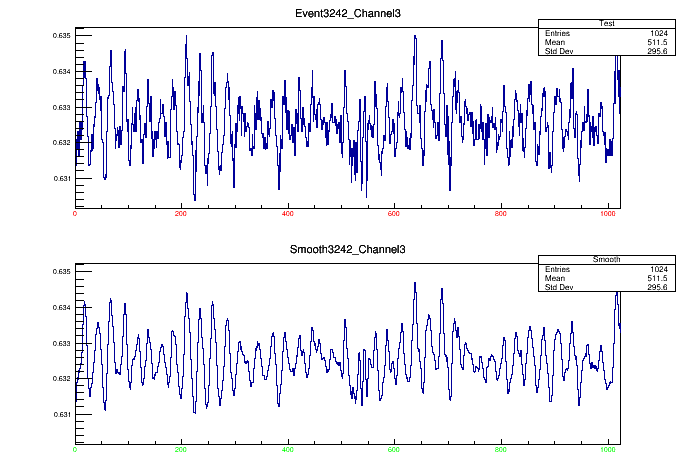 Event3242_Channel3
Test
Entries 1024
Mean 511.5
Std Dev 295.6
0.635
0.634
0.633
0.632
0.631
0 200 400 600 800 1000
Smooth3242_Channel3
Smooth
Entries 1024
Mean 511.5
Std Dev 295.6
0.635
0.634
0.633
0.632
0.631
0 200 400 600 800 1000